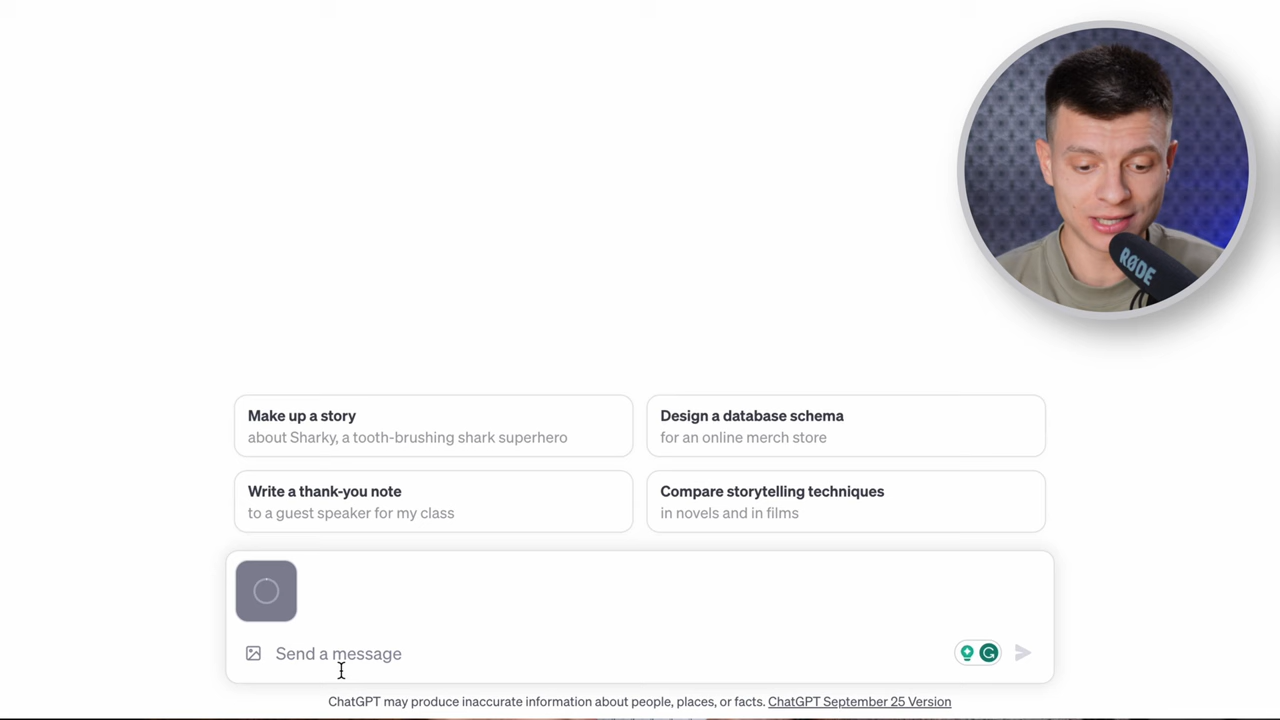 RØDE
Make up a story
about Sharky, a tooth-brushing shark superhero
Design a database schema
for an online merch store
Write a thank-you note
to a guest speaker for my class
Compare storytelling techniques
in novels and in films
Send a message
ChatGPT may produce inaccurate information about people, places, or facts. ChatGPT September 25 Version